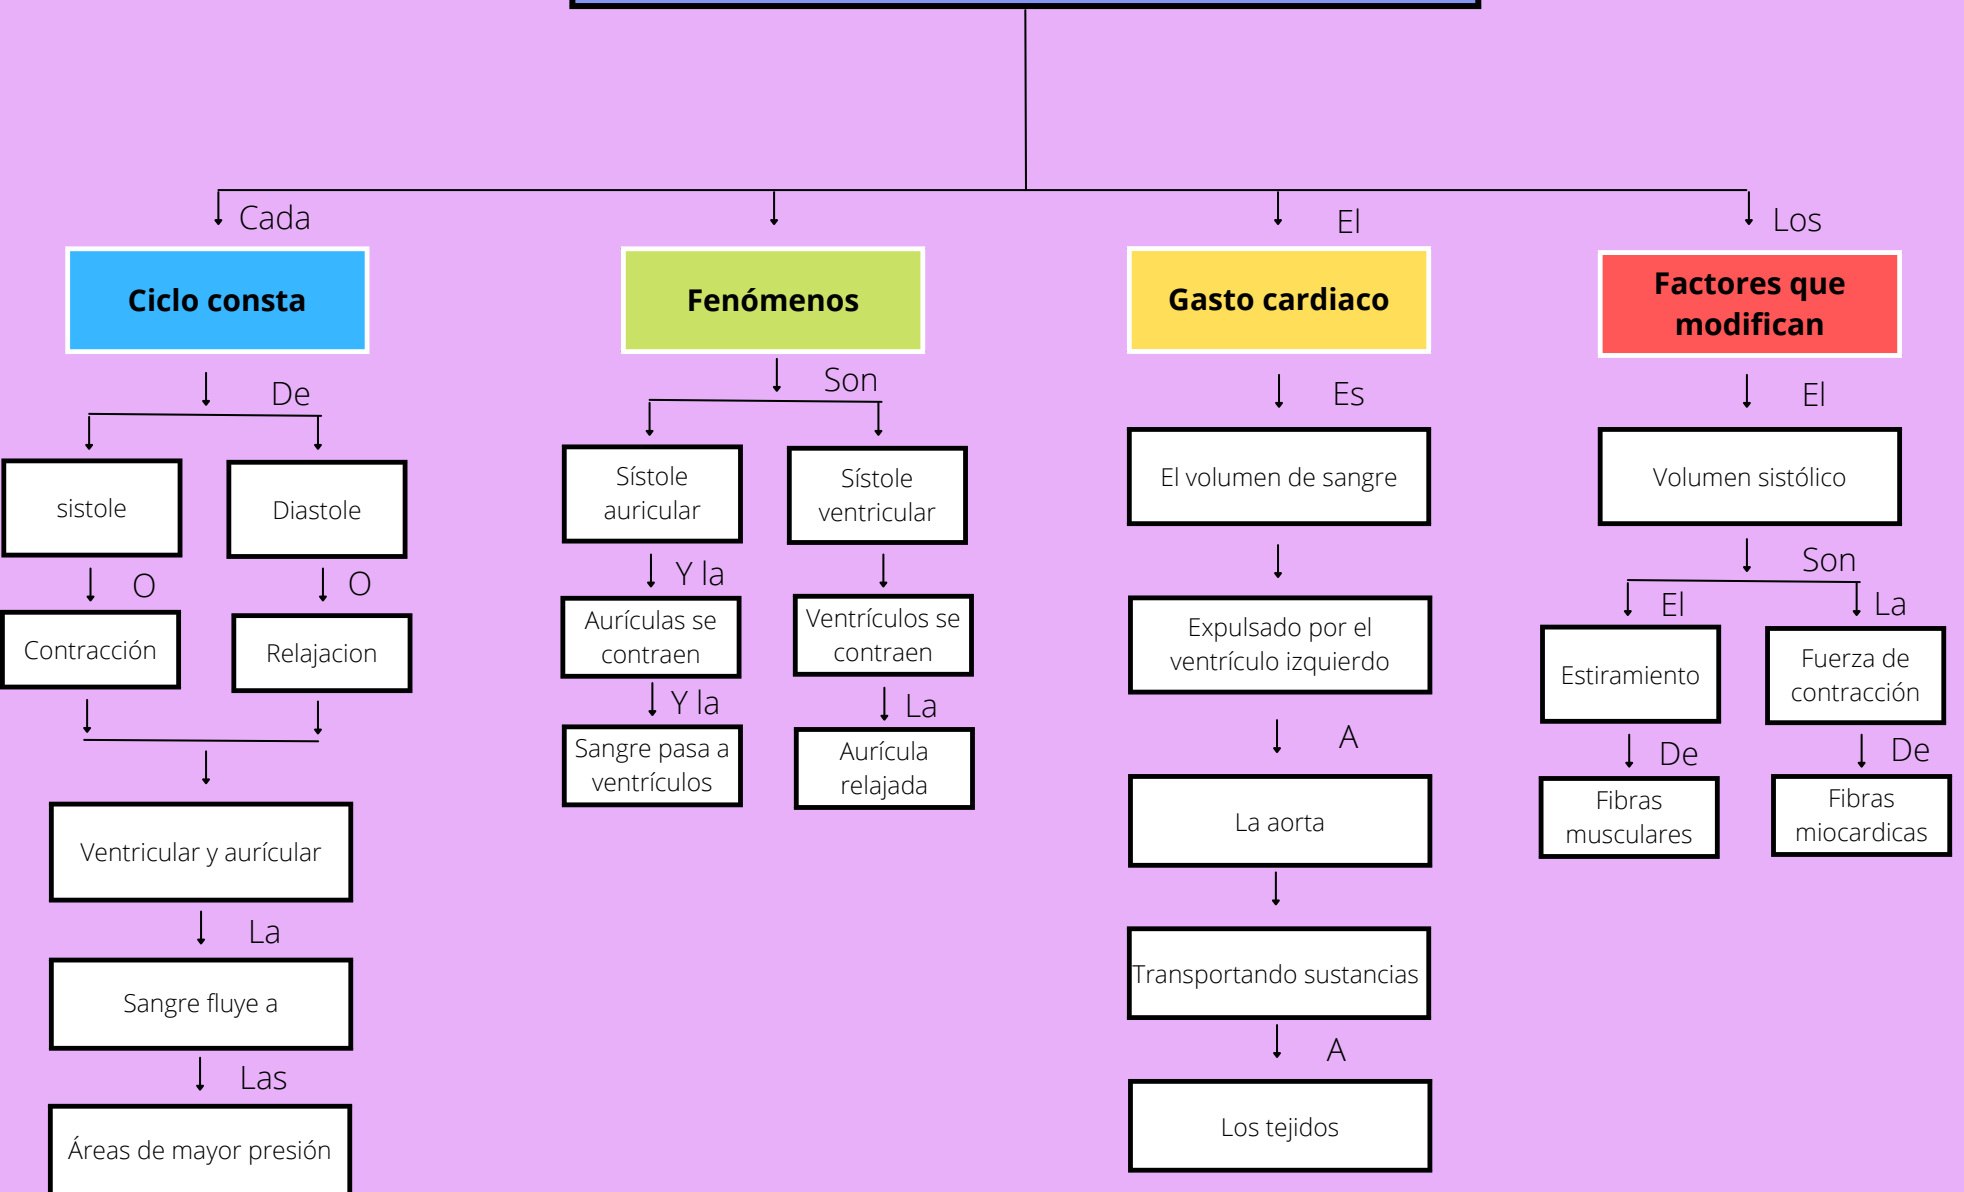 Cada
Ciclo consta
De
sistole
Diastole
O
O
Contracción
Relajacion
Ventricular y aurícular
La
Sangre fluye a
Las
Áreas de mayor presión
Fenómenos
Son
Sístole
auricular
Sístole
ventricular
Y la
Aurículas se
contraen
Ventrículos se
contraen
Y la
La
Sangre pasa a
ventrículos
Aurícula
relajada
El
Gasto cardiaco
Es
El volumen de sangre
Expulsado por el
ventrículo izquierdo
A
La aorta
Transportando sustancias
A
Los tejidos
Los
Factores que
modifican
El
Volumen sistólico
Son
El
La
Estiramiento
Fuerza de
contracción
De
De
Fibras
musculares
Fibras
miocardicas